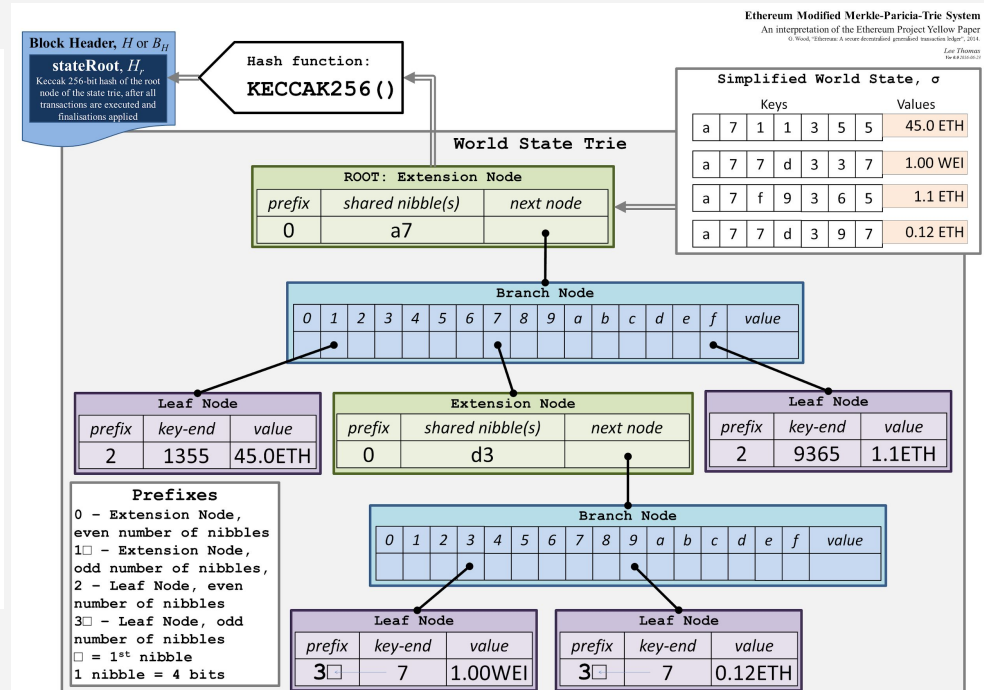 Ethereum Modified Merkle-Paricia-Trie System
An interpretation of the Ethereum Project Yellow Paper
G. Wood, "Ethereum: A secure decentralised generalised transaction ledger", 2014.
Lee Thomas
Block Header, H or B_H
stateRoot, H_r
Keccak 256-bit hash of the root
node of the state trie, after all
transactions are executed and
finalisations applied
Hash function:
KECCAK256()
Simplified World State, σ
Keys Values
a 7 1 1 3 5 5 45.0 ETH
a 7 7 d 3 3 7 1.00 WEI
a 7 f 9 3 6 5 1.1 ETH
a 7 7 d 3 9 7 0.12 ETH
World State Trie
ROOT: Extension Node
prefix shared nibble(s) next node
0 a7
Branch Node
0 1 2 3 4 5 6 7 8 9 a b c d e f value
Leaf Node
prefix key-end value
2 1355 45.0ETH
Extension Node
prefix shared nibble(s) next node
0 d3
Leaf Node
prefix key-end value
2 9365 1.1ETH
Prefixes
0 – Extension Node,
even number of nibbles
1□ – Extension Node,
odd number of nibbles,
2 – Leaf Node, even
number of nibbles
3□ – Leaf Node, odd
number of nibbles
□ = 1st nibble
1 nibble = 4 bits
Branch Node
0 1 2 3 4 5 6 7 8 9 a b c d e f value
Leaf Node
prefix key-end value
3□ 7 1.00WEI
Leaf Node
prefix key-end value
3□ 7 0.12ETH